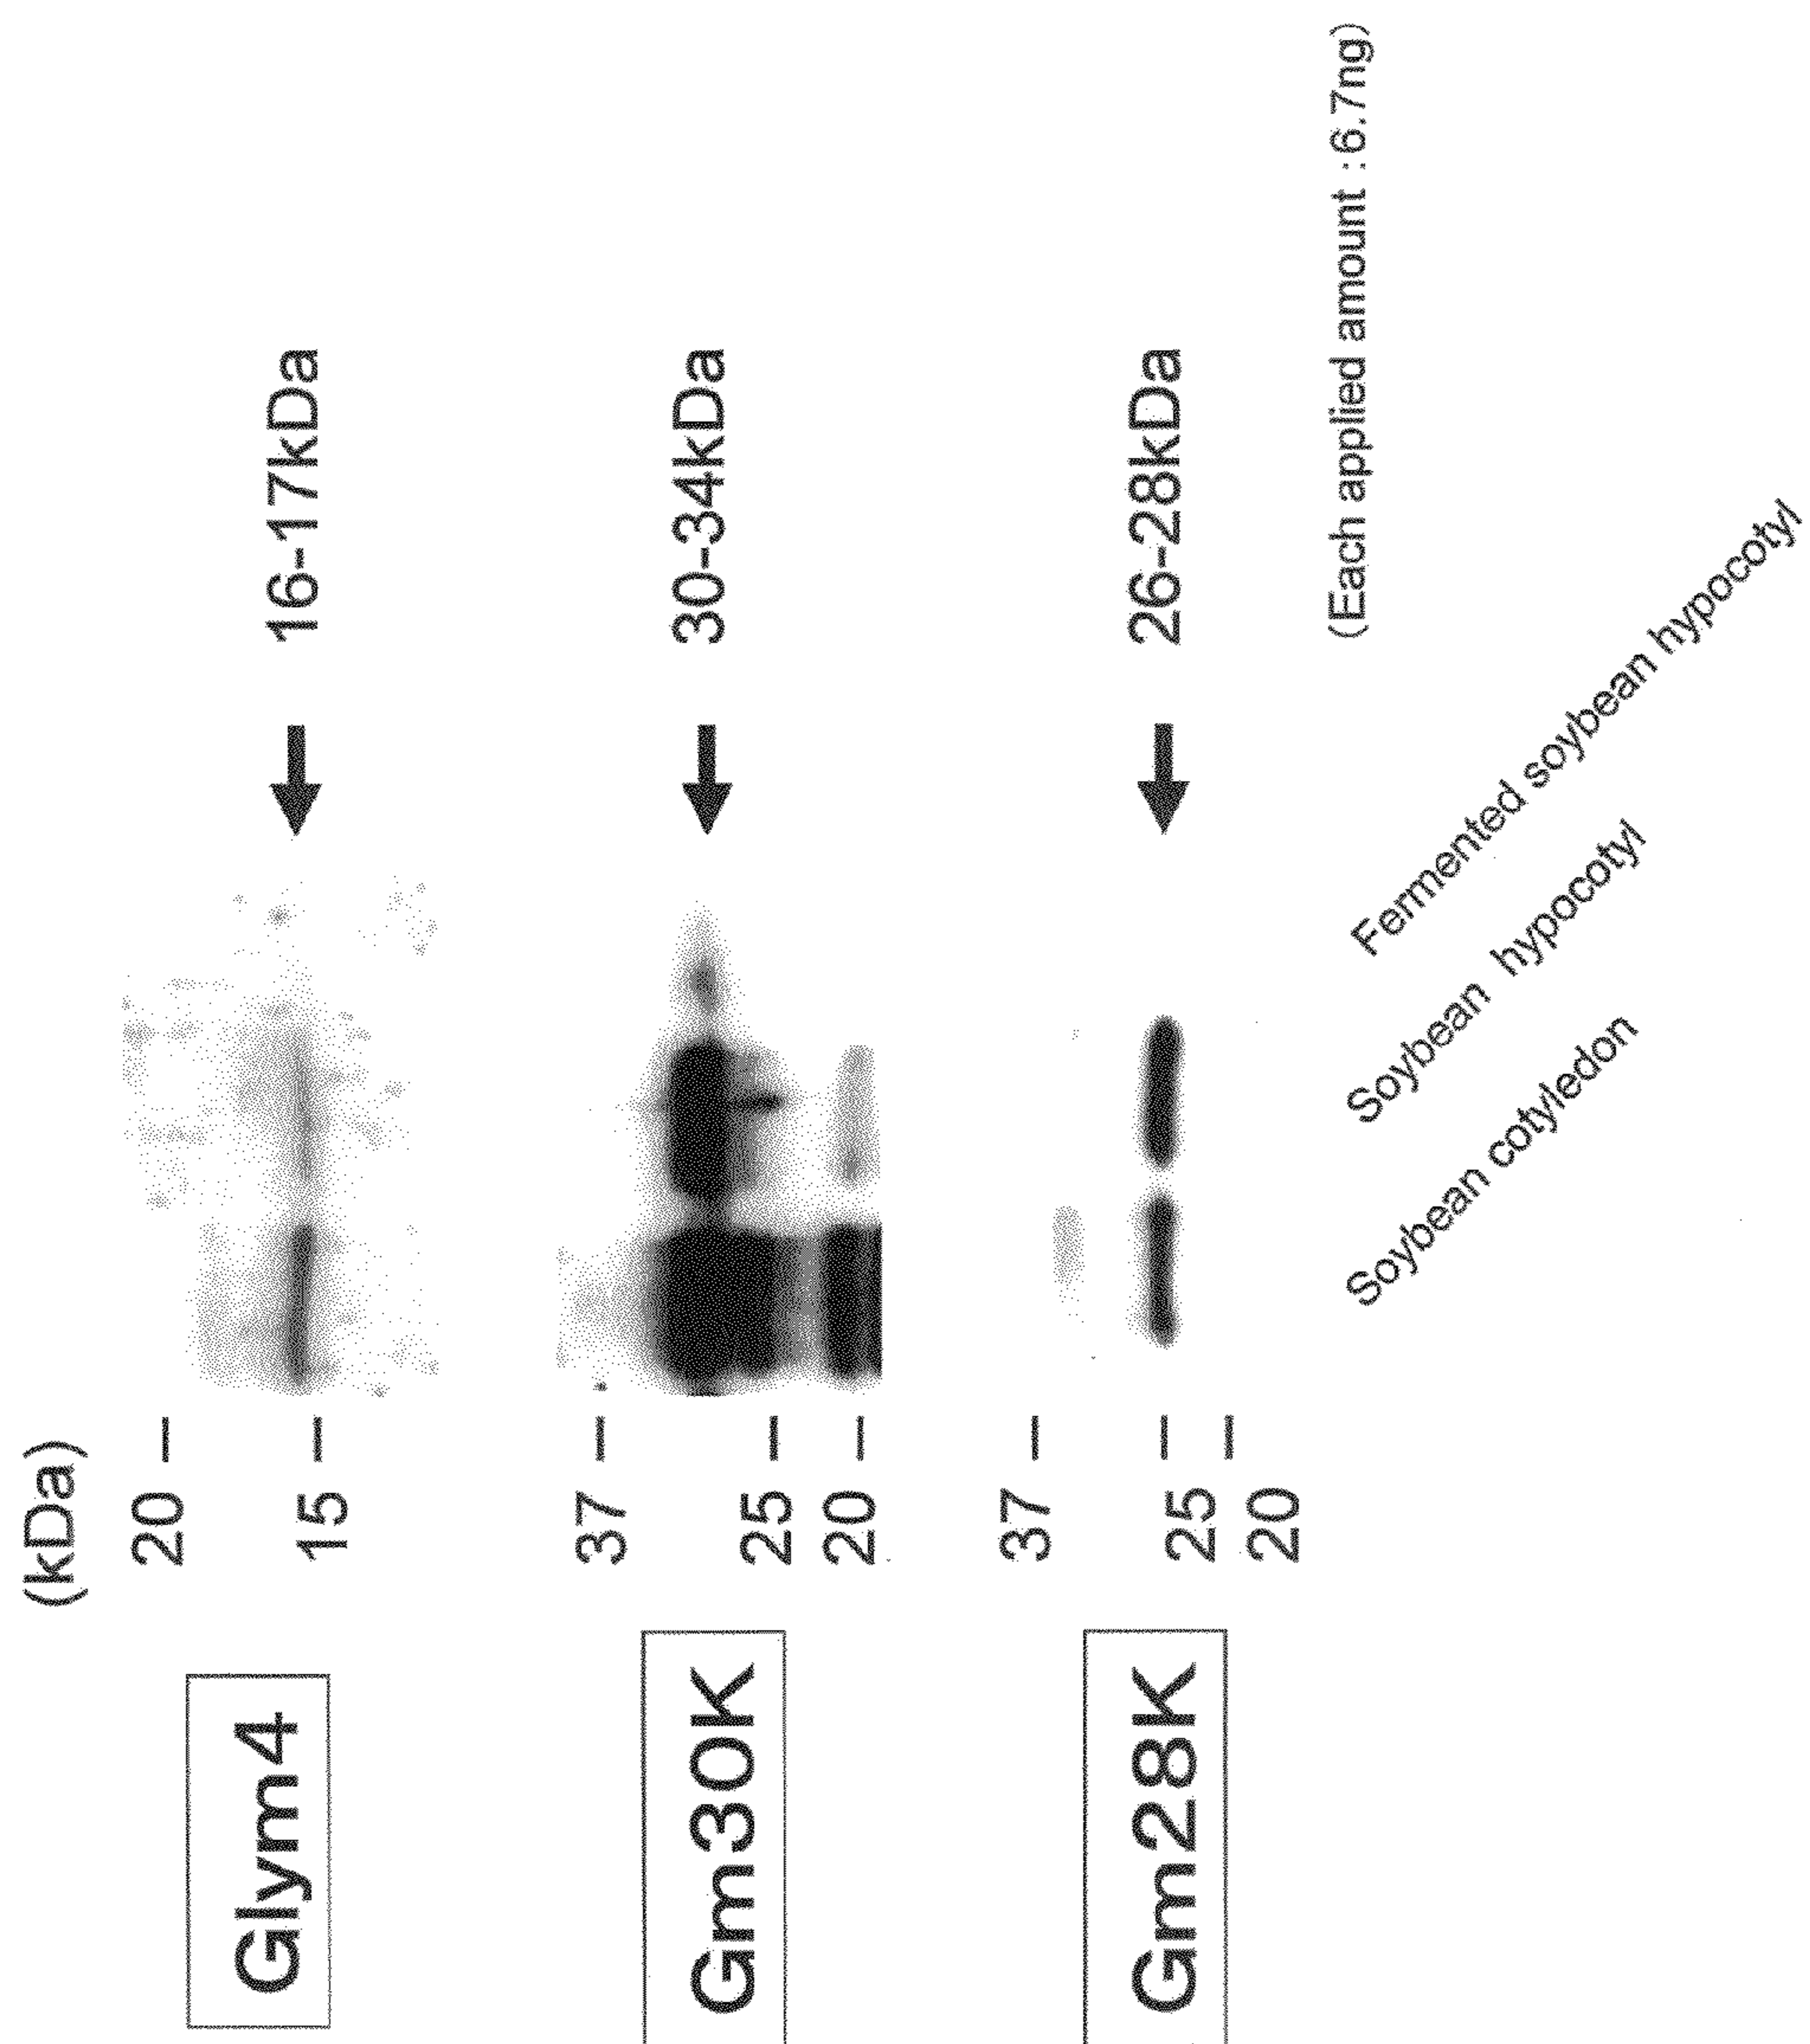 (kDa)
Glym4
20
15
16-17kDa
Gm30K
37
25
20
30-34kDa
Gm28K
37
25
20
26-28kDa
Soybean cotyledon
Soybean hypocotyl
Fermented soybean hypocotyl
(Each applied amount :6.7ng)